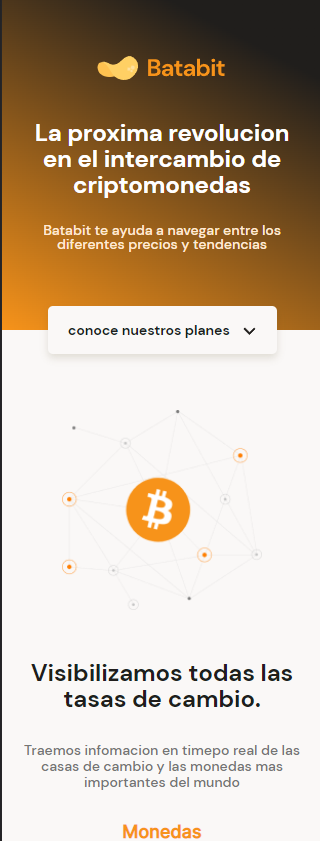 Batabit
La proxima revolucion
en el intercambio de
criptomonedas
Batabit te ayuda a navegar entre los
diferentes precios y tendencias
conoce nuestros planes
Visibilizamos todas las
tasas de cambio.
Traemos infomacion en timepo real de las
casas de cambio y las monedas mas
importantes del mundo
Monedas